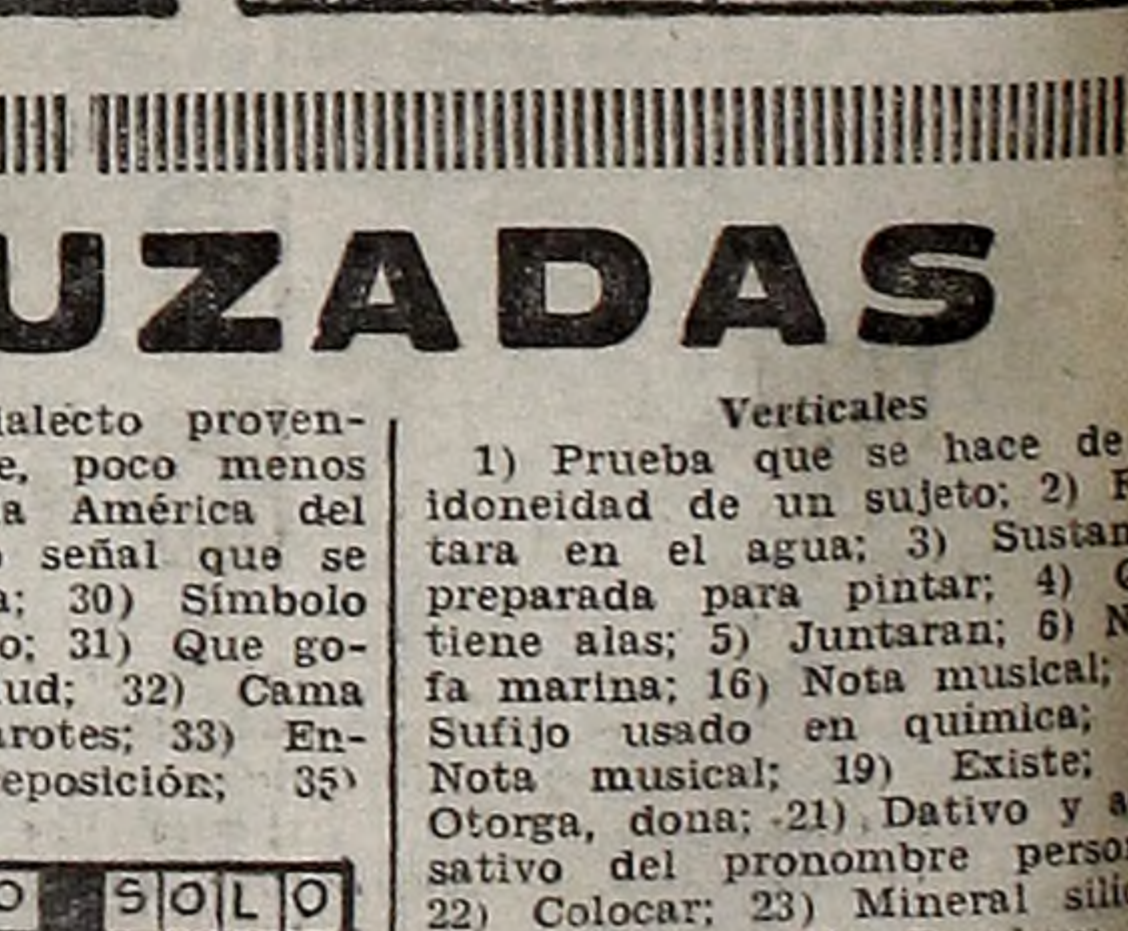 UZADAS
ialecto proven-
e, poco menos
a América del
señal que se
a; 30) Símbolo
o; 31) Que go-
ud; 32) Cama
arotes; 33) En-
eposición; 35)
O SOLO
Verticales
1) Prueba que se hace de
idoneidad de un sujeto; 2)
tara en el agua; 3) Sustan
preparada para pintar; 4)
tiene alas; 5) Juntaran; 6) N
fa marina; 16) Nota musical;
Sufijo usado en química;
Nota musical; 19) Existe;
Otorga, dona; 21) Dativo y a
sativo del pronombre perso
22) Colocar; 23) Mineral sili